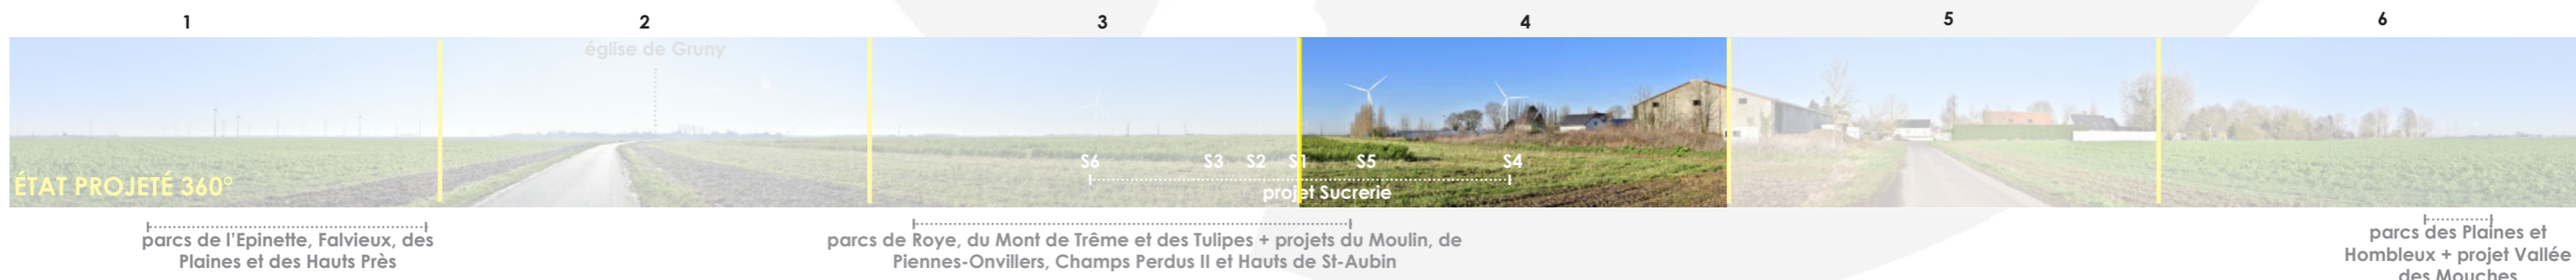 1 2 3 4 5 6
église de Gruny
S6 S3 S2 S1 S5 S4
ÉTAT PROJETÉ 360°
projet Sucrerie
parcs de l'Epinette, Falvieux, des
Plaines et des Hauts Près
parcs de Roye, du Mont de Trême et des Tulipes + projets du Moulin, de
Piennes-Onvillers, Champs Perdus II et Hauts de St-Aubin
parcs des Plaines et
Hombleux + projet Vallée
des Mouches